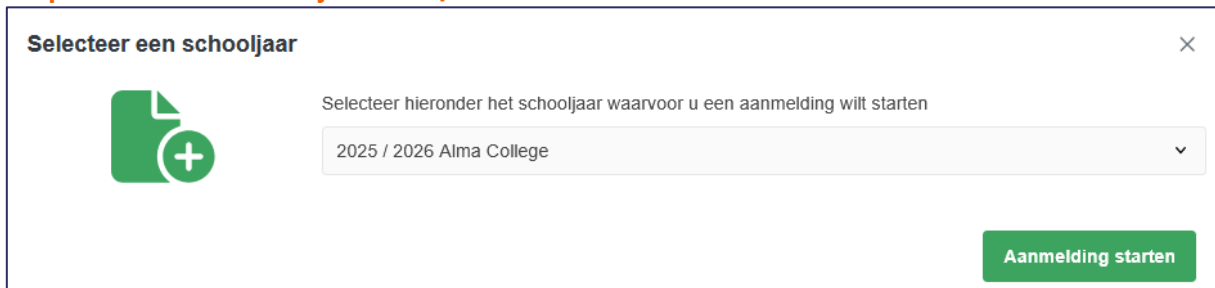 Selecteer een schooljaar
Selecteer hieronder het schooljaar waarvoor u een aanmelding wilt starten
2025 / 2026 Alma College
Aanmelding starten